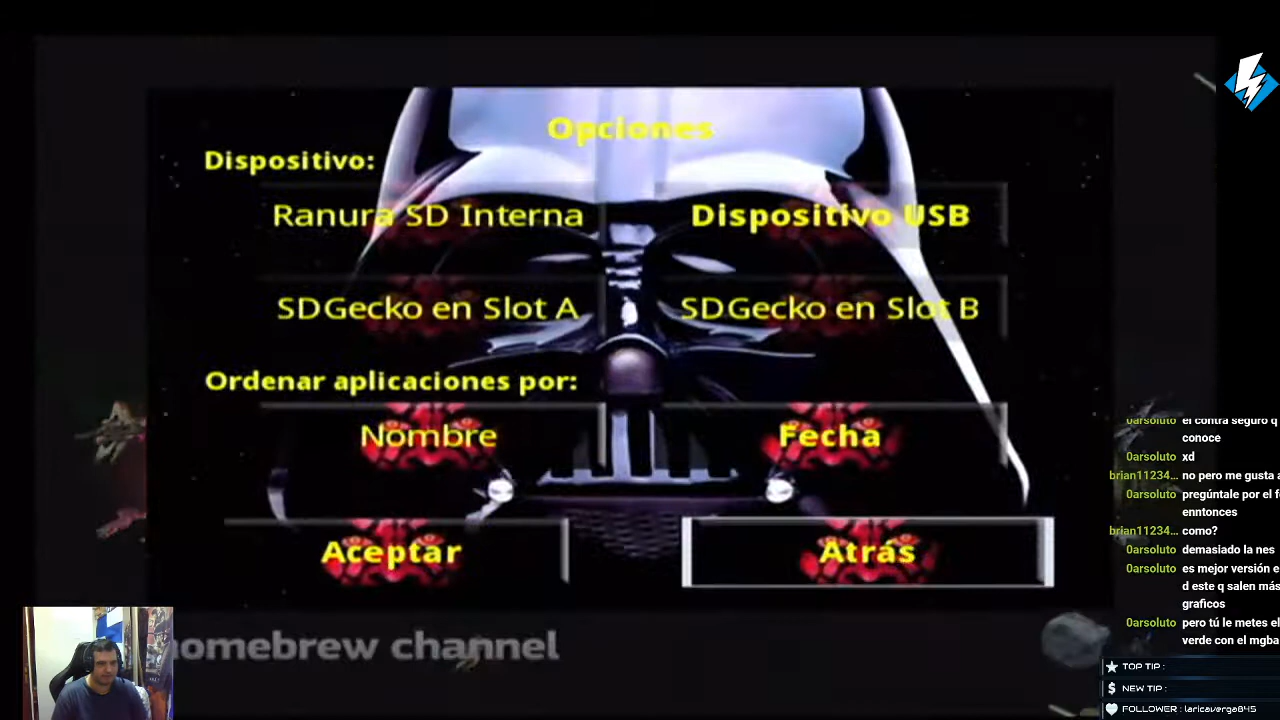 Opciones
Dispositivo:
Ranura SD Interna
Dispositivo USB
SDGecko en Slot A
SDGecko en Slot B
Ordenar aplicaciones por:
Nombre
Fecha
Aceptar
Atrás
homebrew channel
0arsoluto el contra seguro q
conoce
0arsoluto xd
brian11234... no pero me gusta a
0arsoluto pregúntale por el f
enntonces
brian11234... como?
0arsoluto demasiado la nes
0arsoluto es mejor versión e
d este q salen más
graficos
0arsoluto pero tú le metes el
verde con el mgba
TOP TIP :
NEW TIP :
FOLLOWER : laricaverga845